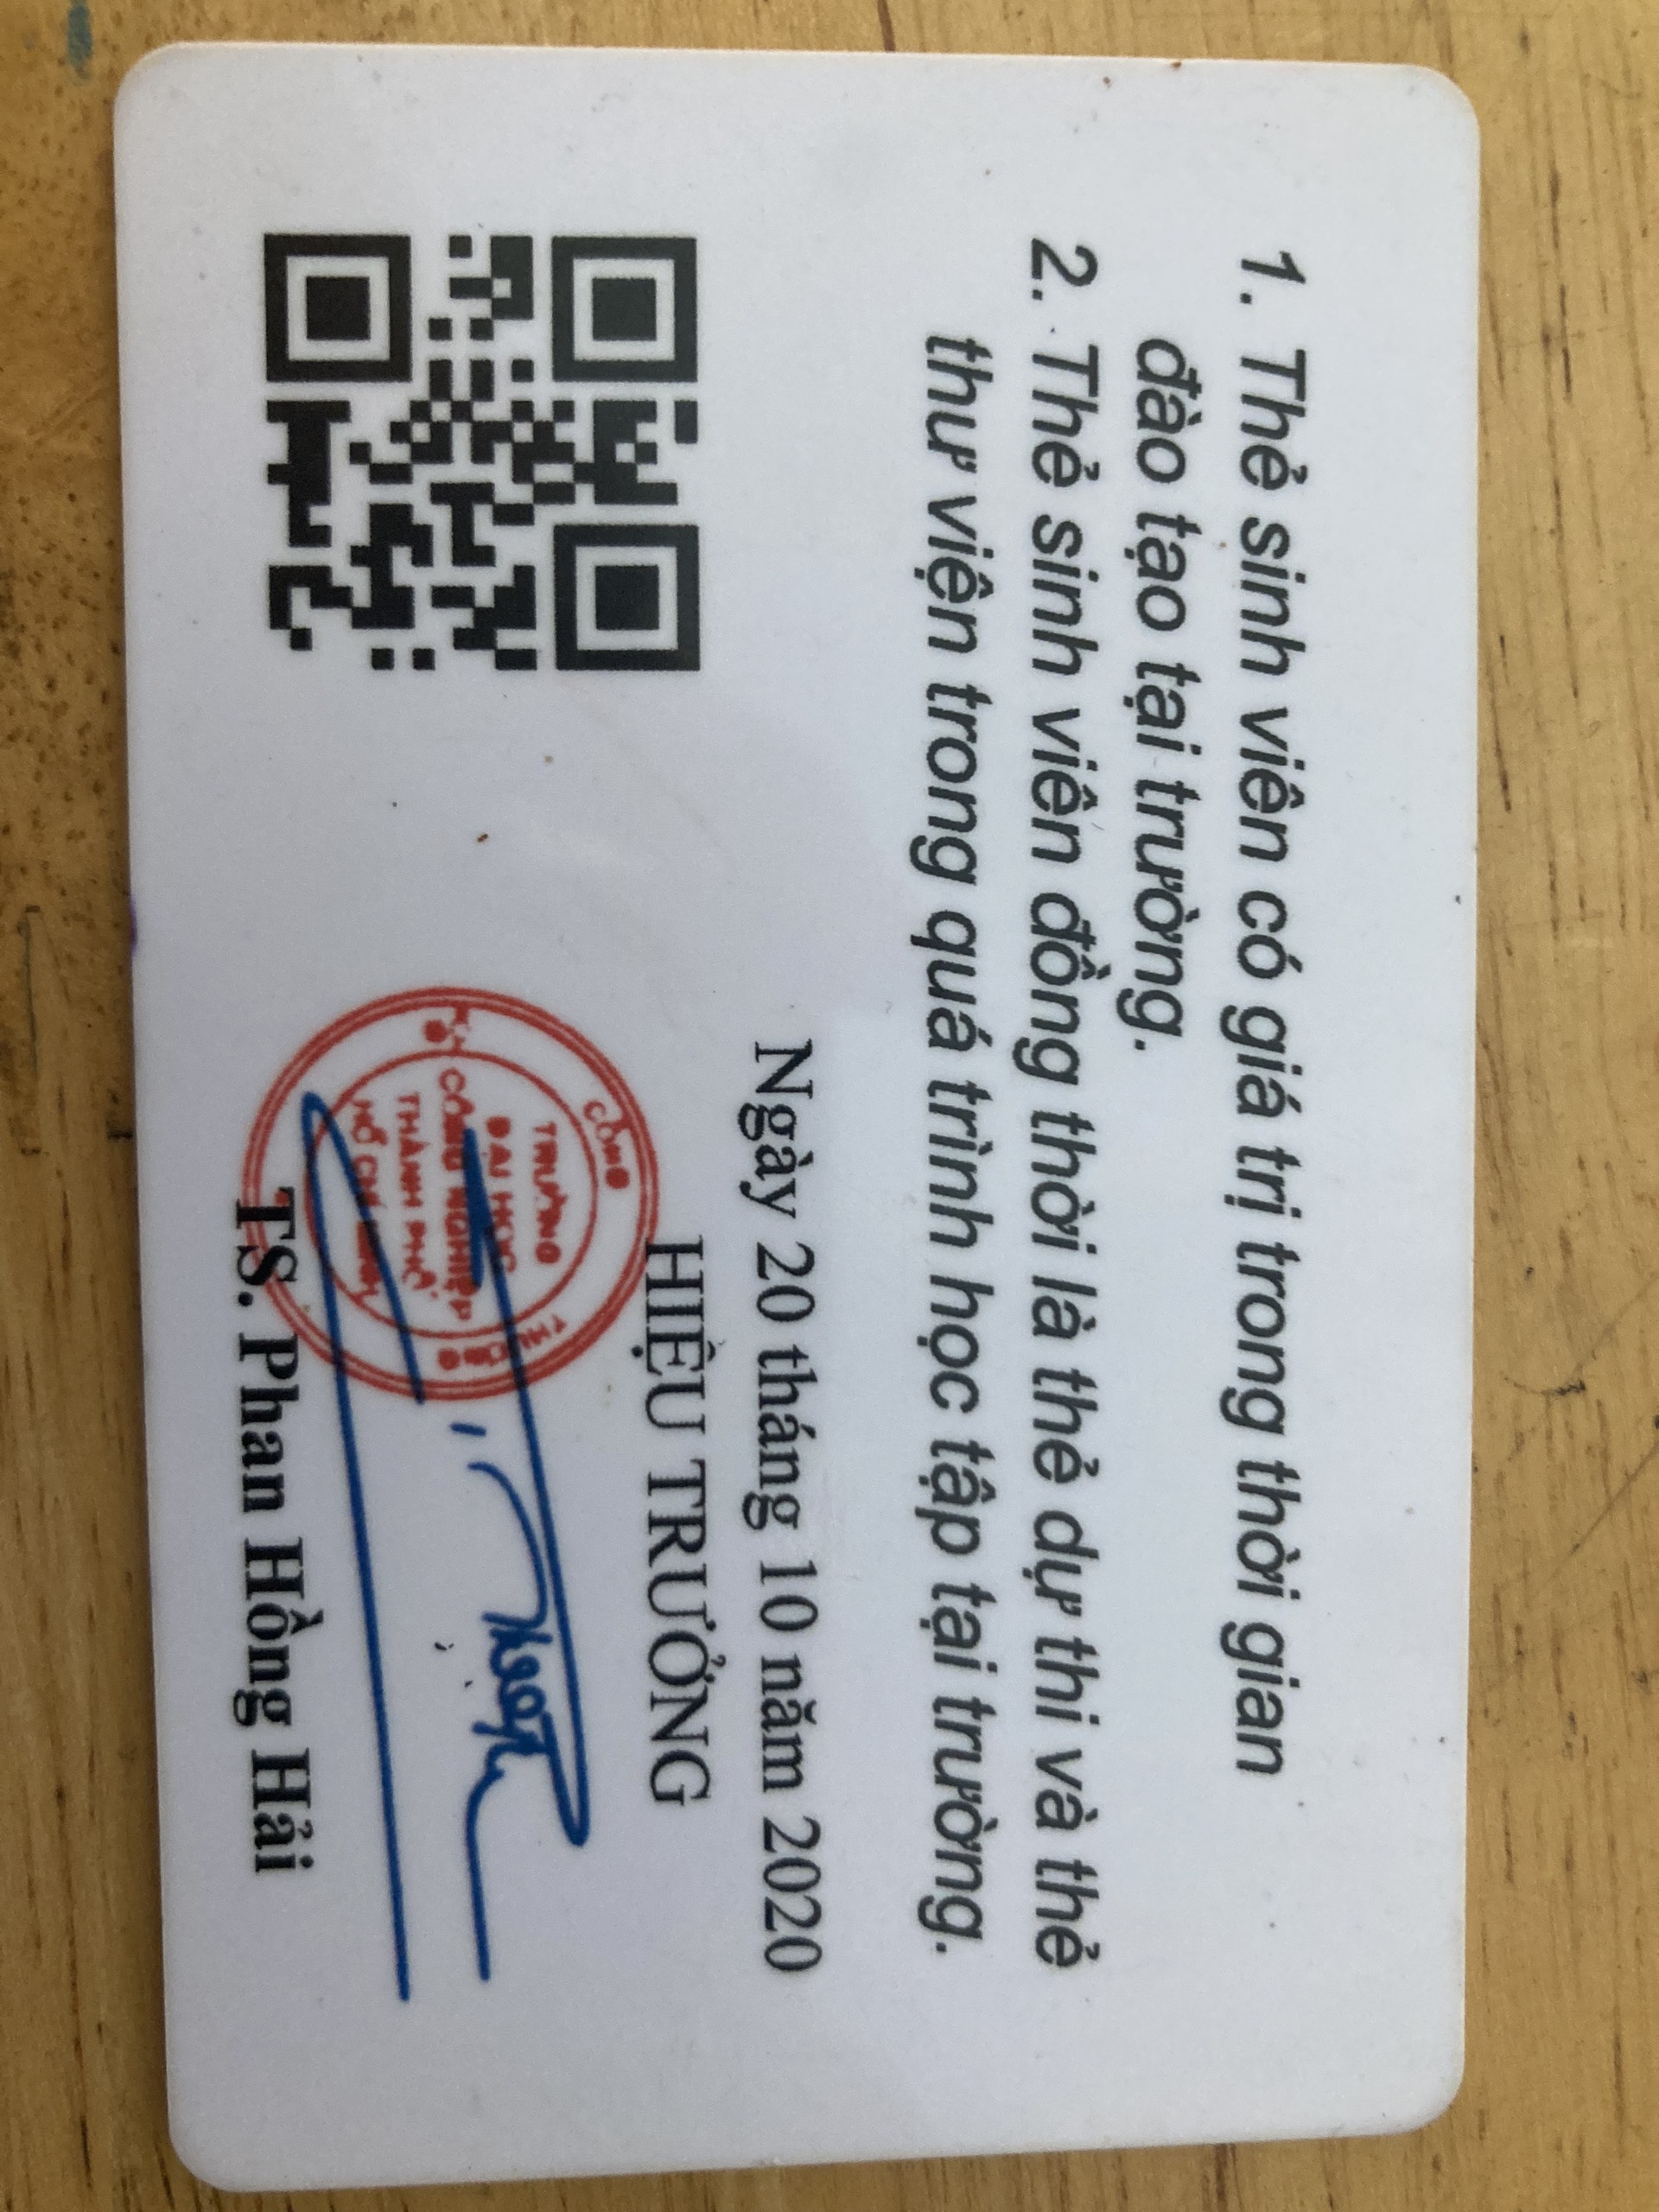 1. Thẻ sinh viên có giá trị trong thời gian
đào tạo tại trường.
2. Thẻ sinh viên đồng thời là thẻ dự thi và thẻ
thư viện trong quá trình học tập tại trường.
Ngày 20 tháng 10 năm 2020
HIỆU TRƯỞNG
CÔNG THƯƠNG
TRƯỜNG
ĐẠI HỌC
CÔNG NGHIỆP
THÀNH PHỐ
HỒ CHÍ MINH
TS. Phan Hồng Hải